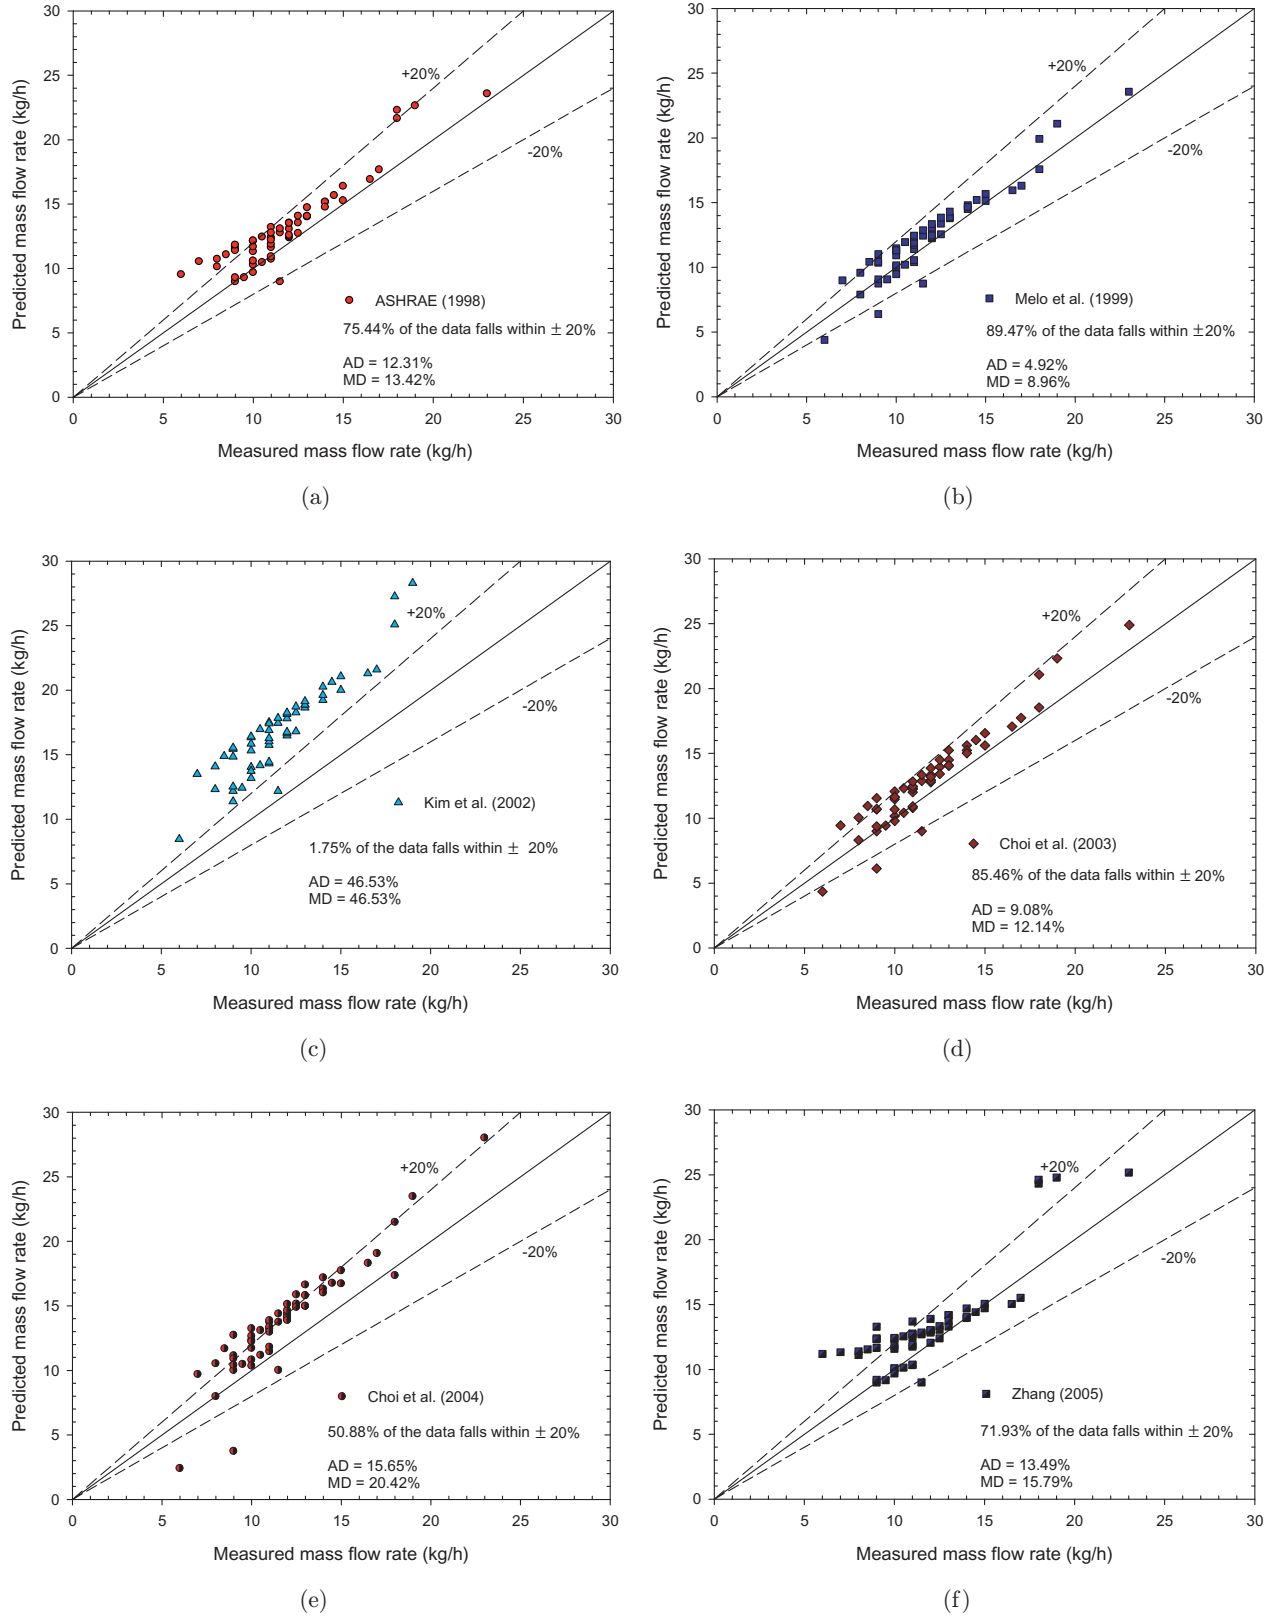 30
25
20
15
10
5
0
Predicted mass flow rate (kg/h)
+20%
-20%
ASHRAE (1998)
75.44% of the data falls within ± 20%
AD = 12.31%
MD = 13.42%
0 5 10 15 20 25 30
Measured mass flow rate (kg/h)
(a)
30
25
20
15
10
5
0
Predicted mass flow rate (kg/h)
+20%
-20%
Melo et al. (1999)
89.47% of the data falls within ±20%
AD = 4.92%
MD = 8.96%
0 5 10 15 20 25 30
Measured mass flow rate (kg/h)
(b)
30
25
20
15
10
5
0
Predicted mass flow rate (kg/h)
+20%
-20%
Kim et al. (2002)
1.75% of the data falls within ± 20%
AD = 46.53%
MD = 46.53%
0 5 10 15 20 25 30
Measured mass flow rate (kg/h)
(c)
30
25
20
15
10
5
0
Predicted mass flow rate (kg/h)
+20%
-20%
Choi et al. (2003)
85.46% of the data falls within ± 20%
AD = 9.08%
MD = 12.14%
0 5 10 15 20 25 30
Measured mass flow rate (kg/h)
(d)
30
25
20
15
10
5
0
Predicted mass flow rate (kg/h)
+20%
-20%
Choi et al. (2004)
50.88% of the data falls within ± 20%
AD = 15.65%
MD = 20.42%
0 5 10 15 20 25 30
Measured mass flow rate (kg/h)
(e)
30
25
20
15
10
5
0
Predicted mass flow rate (kg/h)
+20%
-20%
Zhang (2005)
71.93% of the data falls within ± 20%
AD = 13.49%
MD = 15.79%
0 5 10 15 20 25 30
Measured mass flow rate (kg/h)
(f)